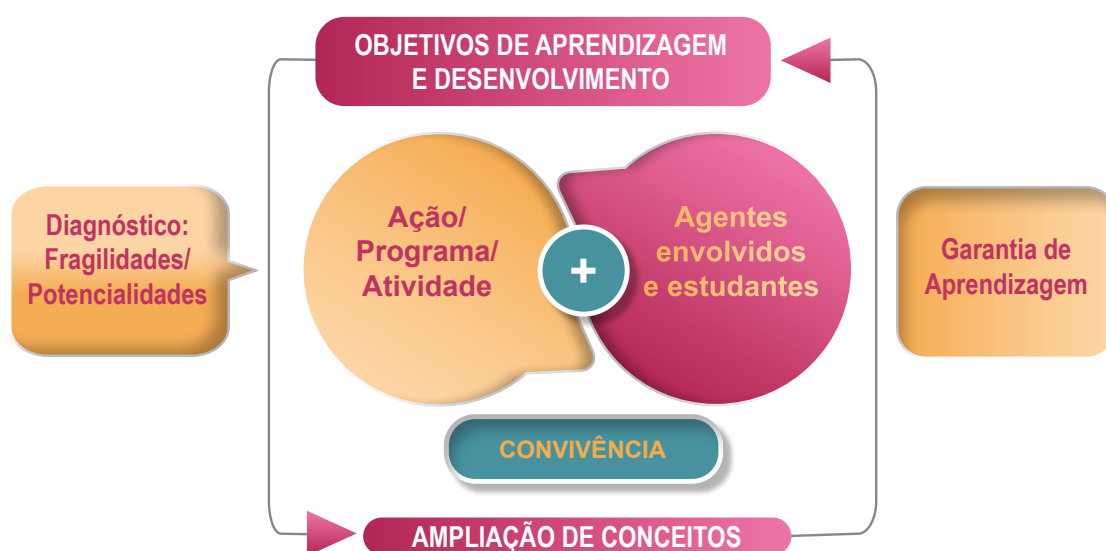 OBJETIVOS DE APRENDIZAGEM
E DESENVOLVIMENTO
Diagnóstico:
Fragilidades/
Potencialidades
Ação/
Programa/
Atividade
+
Agentes
envolvidos
e estudantes
Garantia de
Aprendizagem
CONVIVÊNCIA
AMPLIAÇÃO DE CONCEITOS